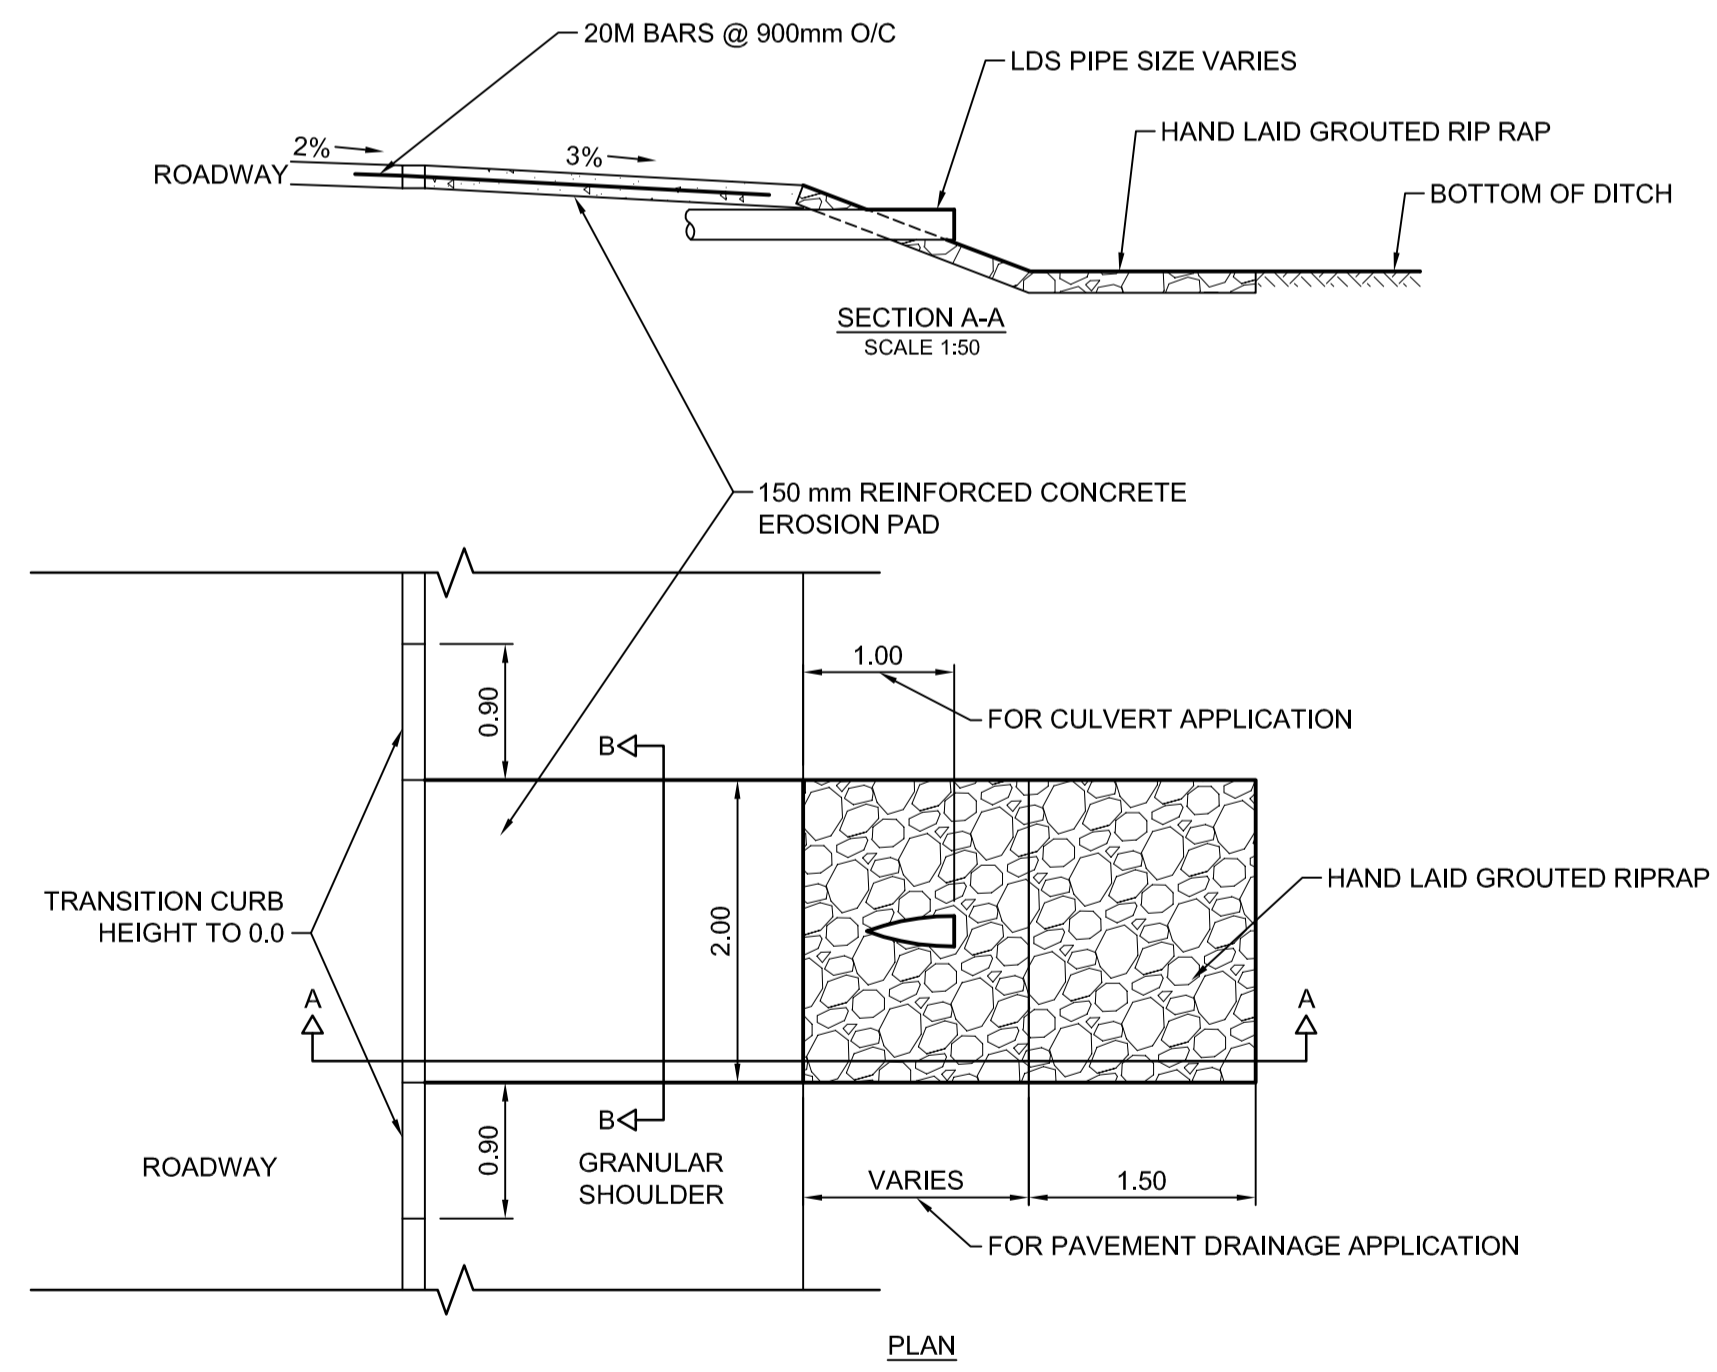 20M BARS @ 900mm O/C
LDS PIPE SIZE VARIES
HAND LAID GROUTED RIP RAP
2%
3%
ROADWAY
BOTTOM OF DITCH
SECTION A-A
SCALE 1:50
150 mm REINFORCED CONCRETE
EROSION PAD
1.00
0.90
FOR CULVERT APPLICATION
B
HAND LAID GROUTED RIPRAP
TRANSITION CURB
HEIGHT TO 0.0
2.00
A
A
B
0.90
ROADWAY
GRANULAR
SHOULDER
VARIES
1.50
FOR PAVEMENT DRAINAGE APPLICATION
PLAN